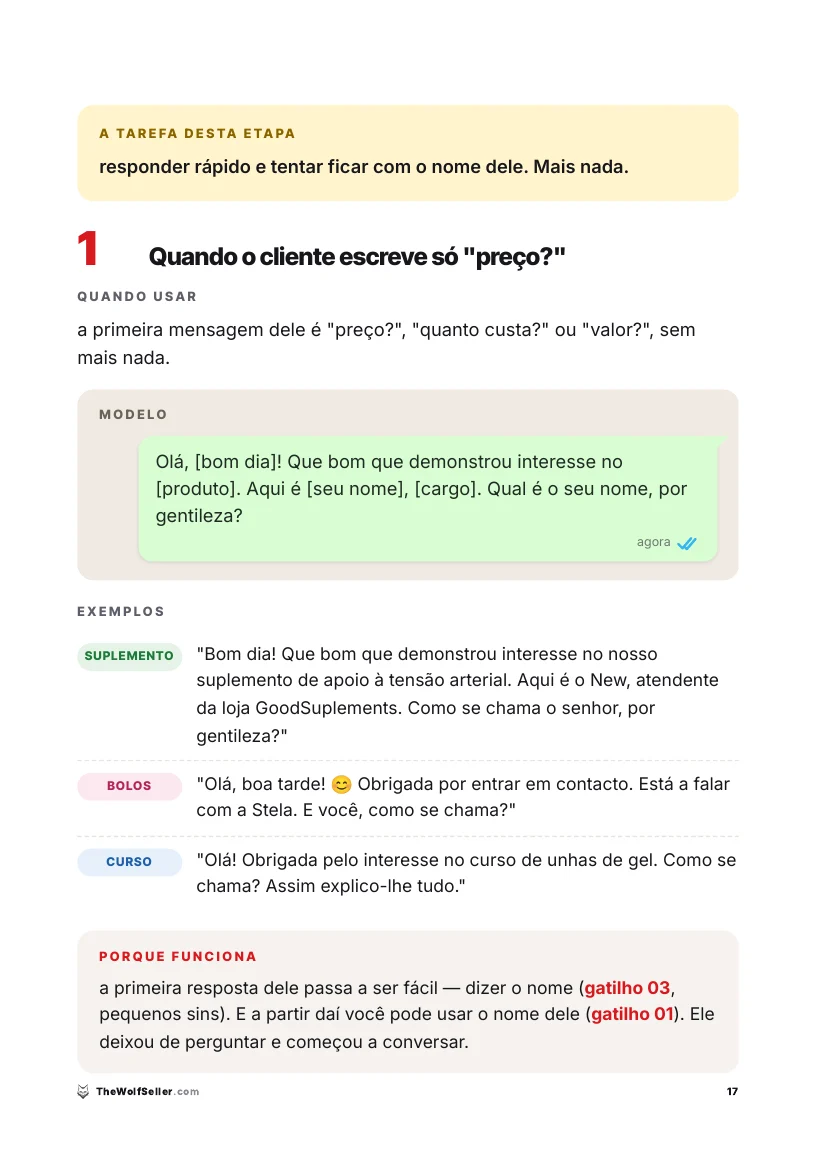 A TAREFA DESTA ETAPA
responder rápido e tentar ficar com o nome dele. Mais nada.
1 Quando o cliente escreve só "preço?"
QUANDO USAR
a primeira mensagem dele é "preço?", "quanto custa?" ou "valor?", sem
mais nada.
MODELO
Olá, [bom dia]! Que bom que demonstrou interesse no
[produto]. Aqui é [seu nome], [cargo]. Qual é o seu nome, por
gentileza?
agora
EXEMPLOS
SUPLEMENTO "Bom dia! Que bom que demonstrou interesse no nosso
suplemento de apoio à tensão arterial. Aqui é o New, atendente
da loja GoodSuplements. Como se chama o senhor, por
gentileza?"
BOLOS "Olá, boa tarde! 😊 Obrigada por entrar em contacto. Está a falar
com a Stela. E você, como se chama?"
CURSO "Olá! Obrigada pelo interesse no curso de unhas de gel. Como se
chama? Assim explico-lhe tudo."
PORQUE FUNCIONA
a primeira resposta dele passa a ser fácil — dizer o nome (gatilho 03,
pequenos sins). E a partir daí você pode usar o nome dele (gatilho 01). Ele
deixou de perguntar e começou a conversar.
TheWolfSeller.com 17